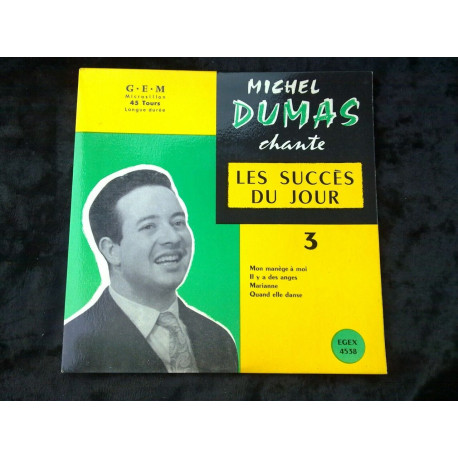 G·E·M
Microsillon
45 Tours
Longue durée
MICHEL
DUMAS
chante
LES SUCCÈS
DU JOUR
3
Mon manège à moi
Il y a des anges
Marianne
Quand elle danse
EGEX
4538